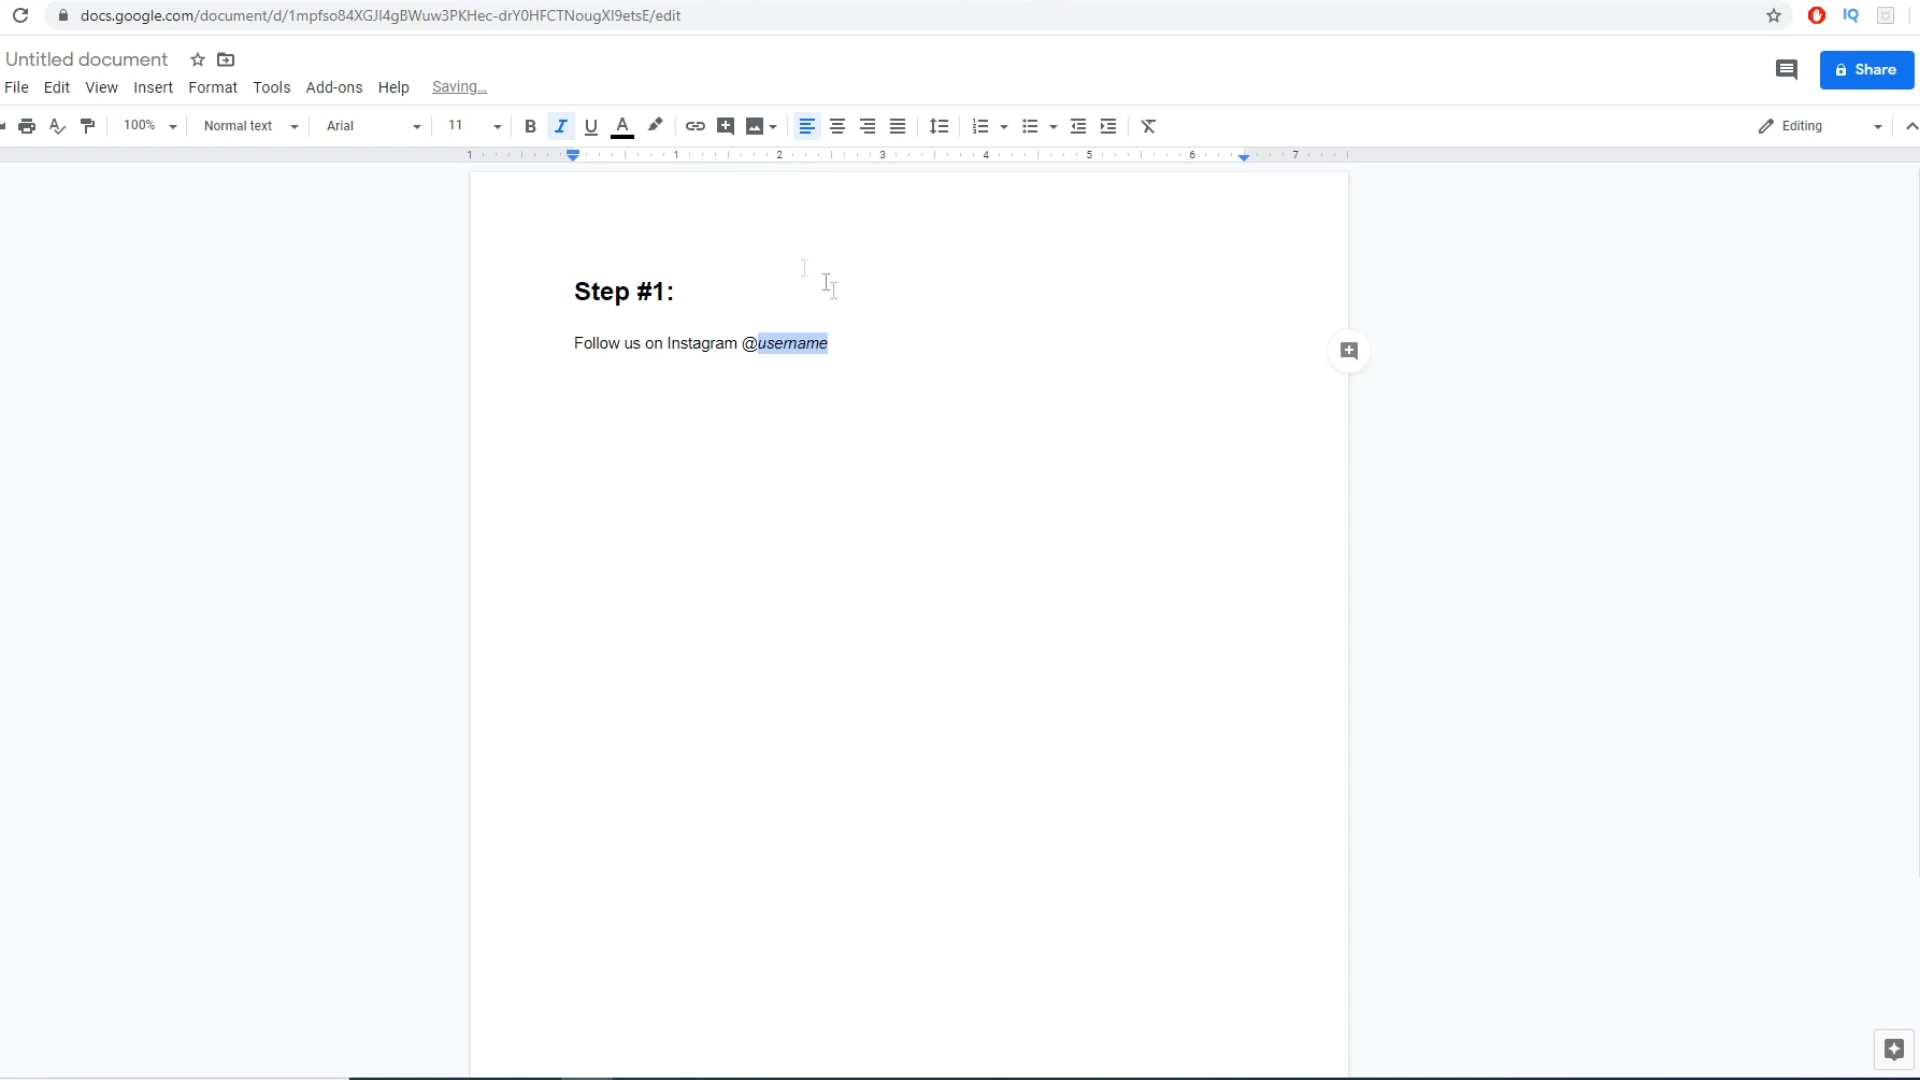 docs.google.com/document/d/1mpfso84XGJI4gBWuw3PKHec-drY0HFCTNougXI9etsE/edit
IQ
Untitled document
File Edit View Insert Format Tools Add-ons Help Saving...
Share
100% Normal text Arial 11 B I U A Editing
1 1 2 3 4 5 6 7
Step #1:
Follow us on Instagram @username